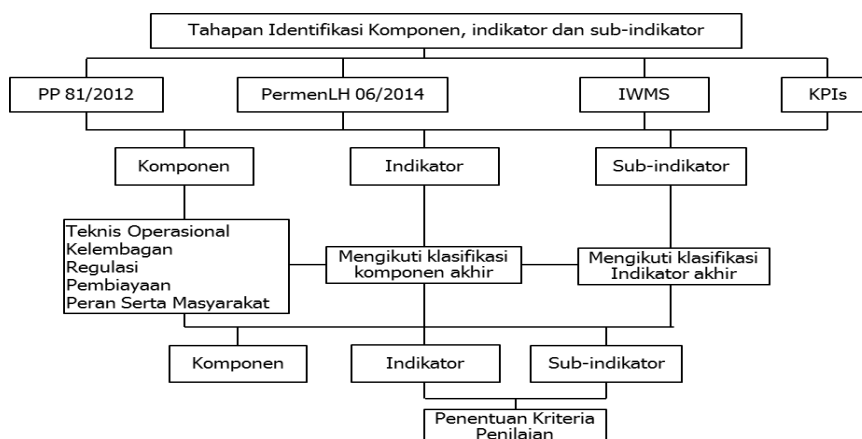 Tahapan Identifikasi Komponen, indikator dan sub-indikator
PP 81/2012
PermenLH 06/2014
IWMS
KPIs
Komponen
Indikator
Sub-indikator
Teknis Operasional
Kelembagan
Regulasi
Pembiayaan
Peran Serta Masyarakat
Mengikuti klasifikasi
komponen akhir
Mengikuti klasifikasi
Indikator akhir
Komponen
Indikator
Sub-indikator
Penentuan Kriteria
Penilaian